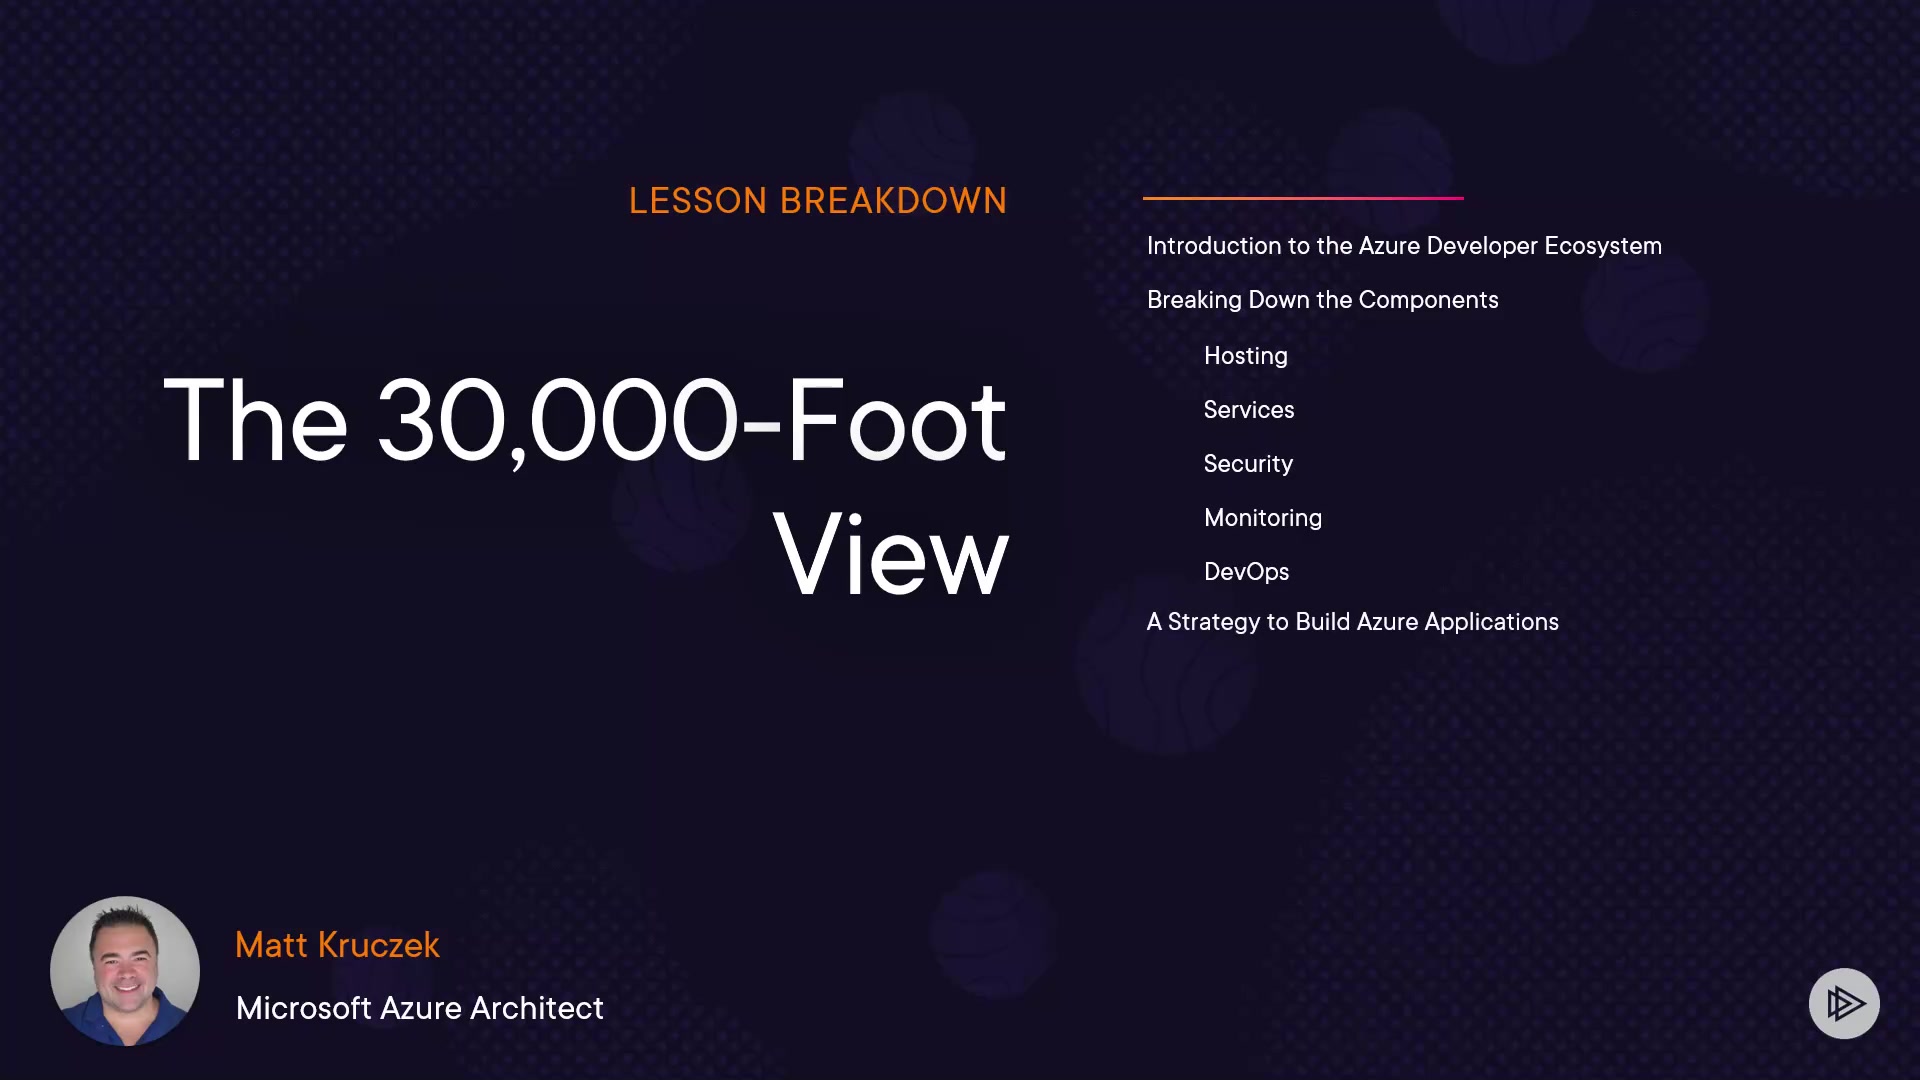 LESSON BREAKDOWN
The 30,000-Foot
View
Introduction to the Azure Developer Ecosystem
Breaking Down the Components
Hosting
Services
Security
Monitoring
DevOps
A Strategy to Build Azure Applications
Matt Kruczek
Microsoft Azure Architect